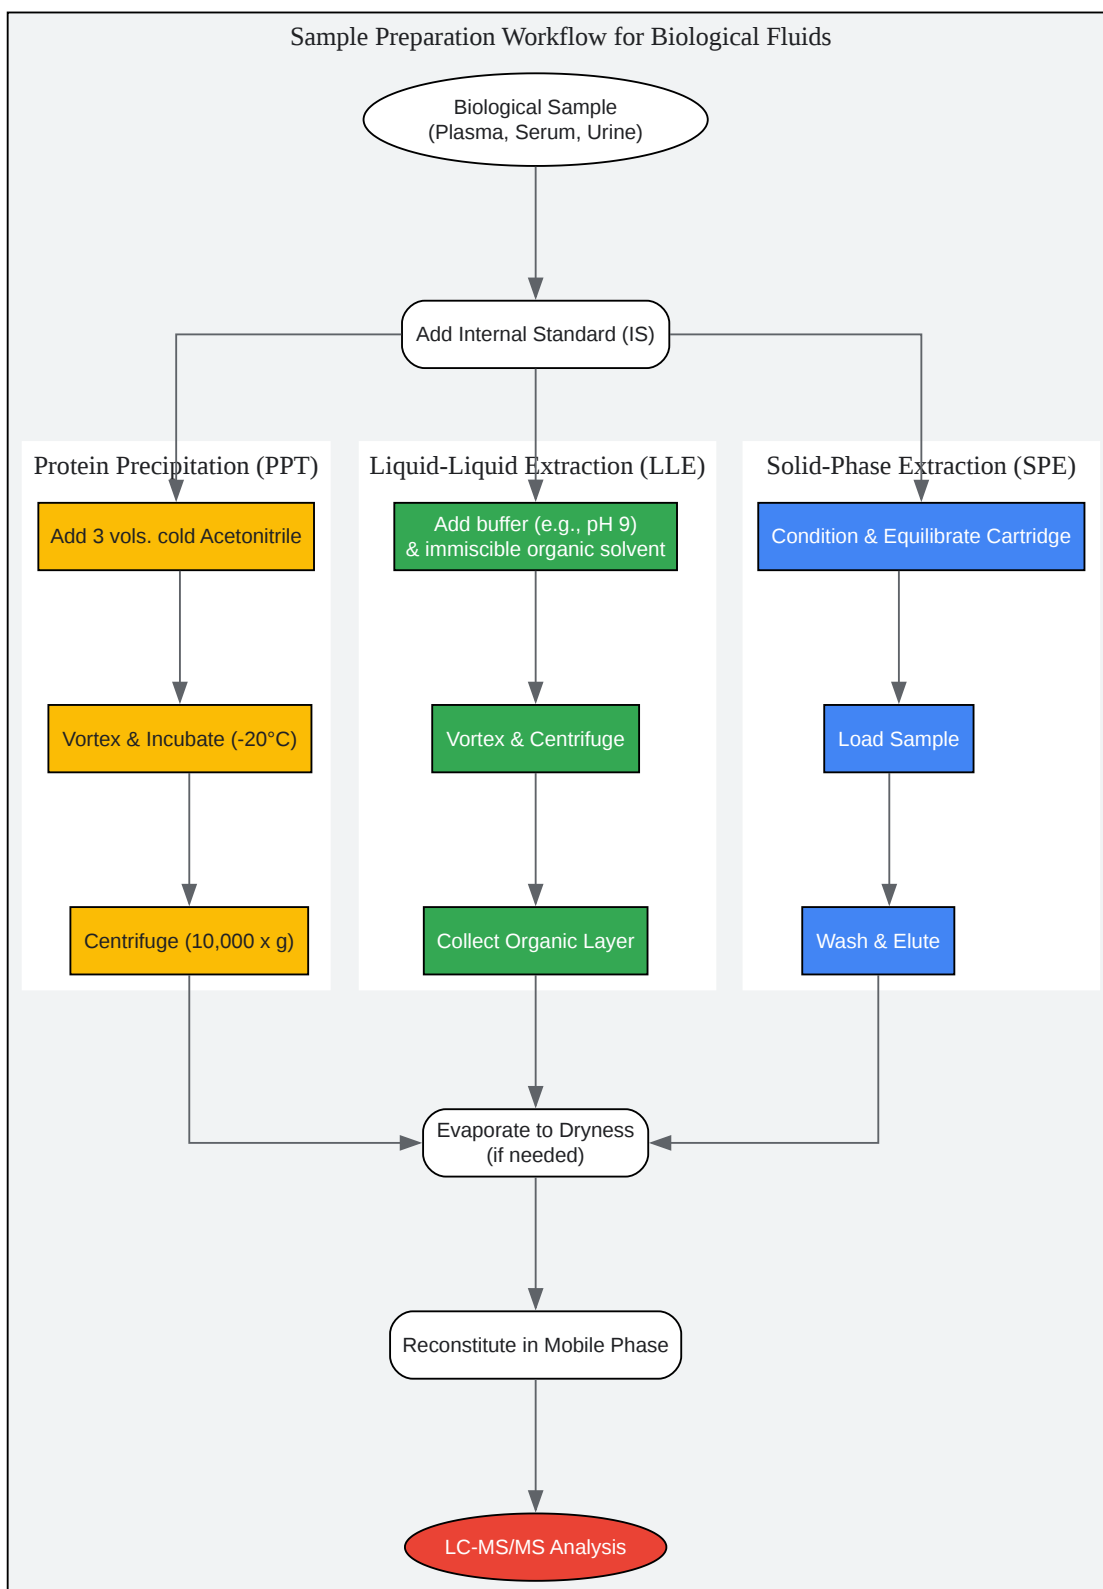 Sample Preparation Workflow for Biological Fluids
Biological Sample
(Plasma, Serum, Urine)
Add Internal Standard (IS)
Protein Precipitation (PPT)
Add 3 vols. cold Acetonitrile
Vortex & Incubate (-20°C)
Centrifuge (10,000 x g)
Liquid-Liquid Extraction (LLE)
Add buffer (e.g., pH 9)
& immiscible organic solvent
Vortex & Centrifuge
Collect Organic Layer
Solid-Phase Extraction (SPE)
Condition & Equilibrate Cartridge
Load Sample
Wash & Elute
Evaporate to Dryness
(if needed)
Reconstitute in Mobile Phase
LC-MS/MS Analysis